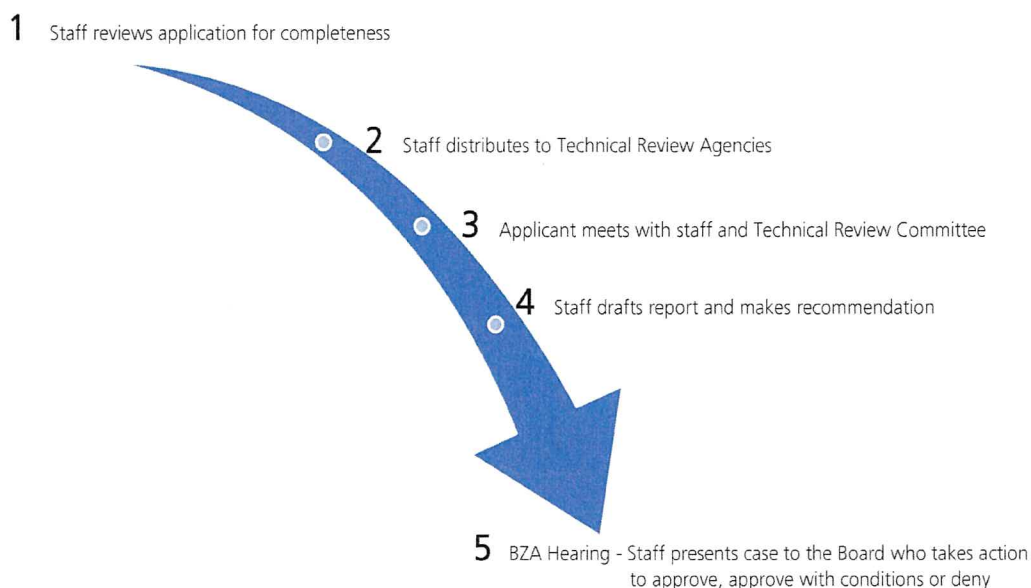 1 Staff reviews application for completeness
2 Staff distributes to Technical Review Agencies
3 Applicant meets with staff and Technical Review Committee
4 Staff drafts report and makes recommendation
5 BZA Hearing - Staff presents case to the Board who takes action
to approve, approve with conditions or deny